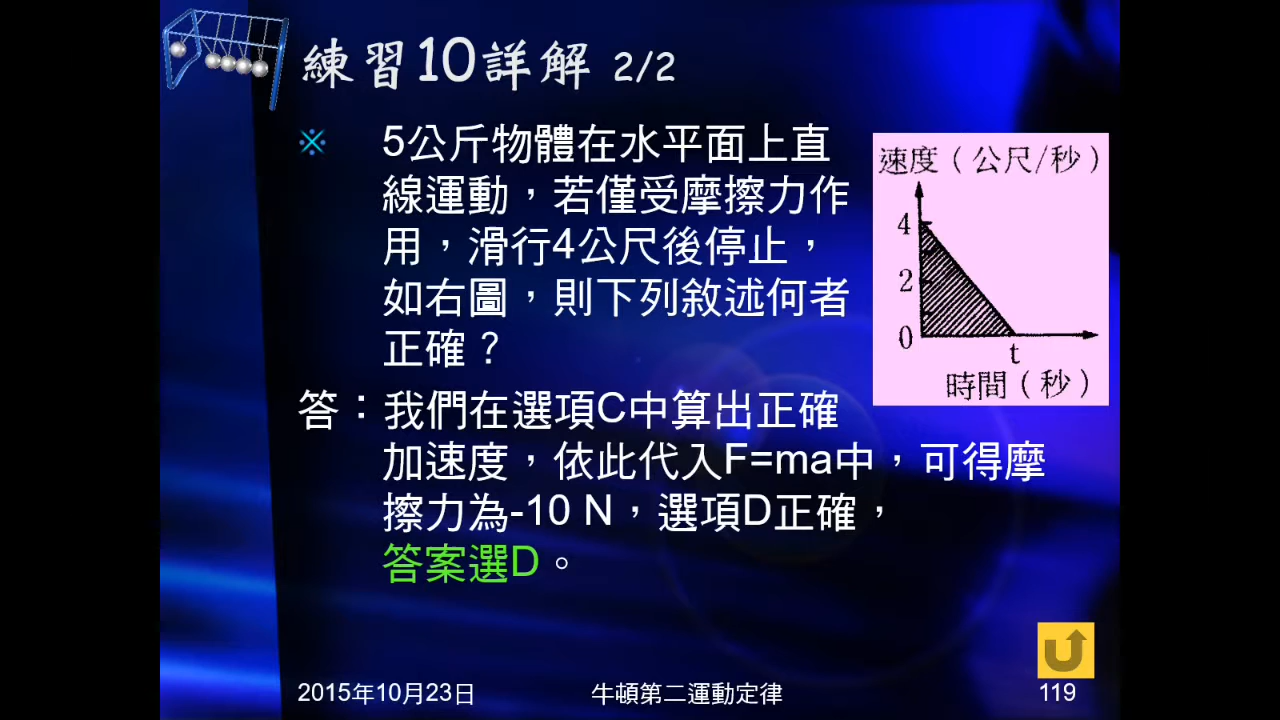 練習10詳解 2/2
※ 5公斤物體在水平面上直
線運動，若僅受摩擦力作
用，滑行4公尺後停止，
如右圖，則下列敘述何者
正確？
速度（公尺/秒）
4
2
0
t
時間（秒）
答：我們在選項C中算出正確
加速度，依此代入F=ma中，可得摩
擦力為-10 N，選項D正確，
答案選D。
2015年10月23日
牛頓第二運動定律
119